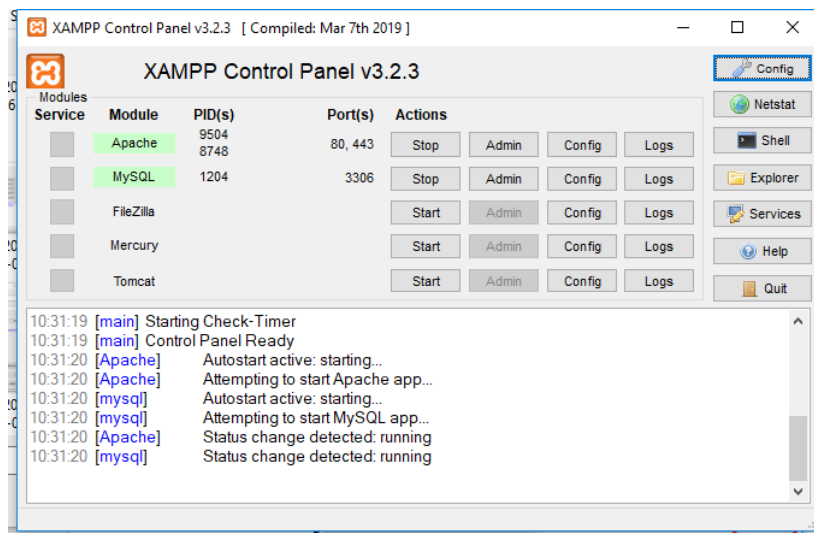 XAMPP Control Panel v3.2.3 [ Compiled: Mar 7th 2019 ]
XAMPP Control Panel v3.2.3
Config
Modules
Service Module PID(s) Port(s) Actions
Netstat
Apache 9504 8748 80, 443 Stop Admin Config Logs
Shell
MySQL 1204 3306 Stop Admin Config Logs
Explorer
FileZilla Start Admin Config Logs
Services
Mercury Start Admin Config Logs
Help
Tomcat Start Admin Config Logs
Quit
10:31:19 [main] Starting Check-Timer
10:31:19 [main] Control Panel Ready
10:31:20 [Apache] Autostart active: starting...
10:31:20 [Apache] Attempting to start Apache app...
10:31:20 [mysql] Autostart active: starting...
10:31:20 [mysql] Attempting to start MySQL app...
10:31:20 [Apache] Status change detected: running
10:31:20 [mysql] Status change detected: running